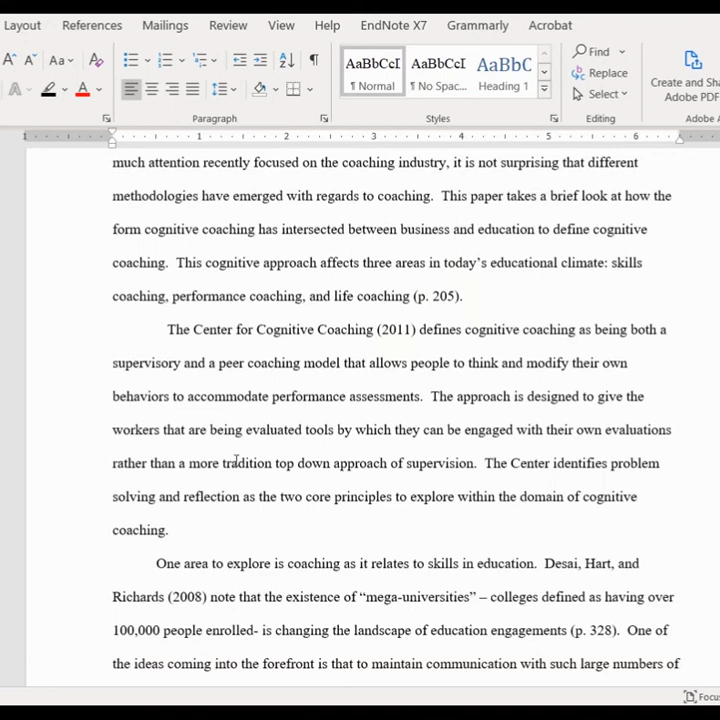 Layout References Mailings Review View Help EndNote X7 Grammarly Acrobat
A A Aa A ¶ AaBbCcI AaBbCcI AaBbC Find
¶ Normal ¶ No Spac... Heading 1 Replace Create and Sha
A A Select Adobe PDF
Paragraph Styles Editing Adobe A
1 1 2 3 4 5 6
much attention recently focused on the coaching industry, it is not surprising that different
methodologies have emerged with regards to coaching. This paper takes a brief look at how the
form cognitive coaching has intersected between business and education to define cognitive
coaching. This cognitive approach affects three areas in today’s educational climate: skills
coaching, performance coaching, and life coaching (p. 205).
The Center for Cognitive Coaching (2011) defines cognitive coaching as being both a
supervisory and a peer coaching model that allows people to think and modify their own
behaviors to accommodate performance assessments. The approach is designed to give the
workers that are being evaluated tools by which they can be engaged with their own evaluations
rather than a more tradition top down approach of supervision. The Center identifies problem
solving and reflection as the two core principles to explore within the domain of cognitive
coaching.
One area to explore is coaching as it relates to skills in education. Desai, Hart, and
Richards (2008) note that the existence of “mega-universities” – colleges defined as having over
100,000 people enrolled- is changing the landscape of education engagements (p. 328). One of
the ideas coming into the forefront is that to maintain communication with such large numbers of
Focu